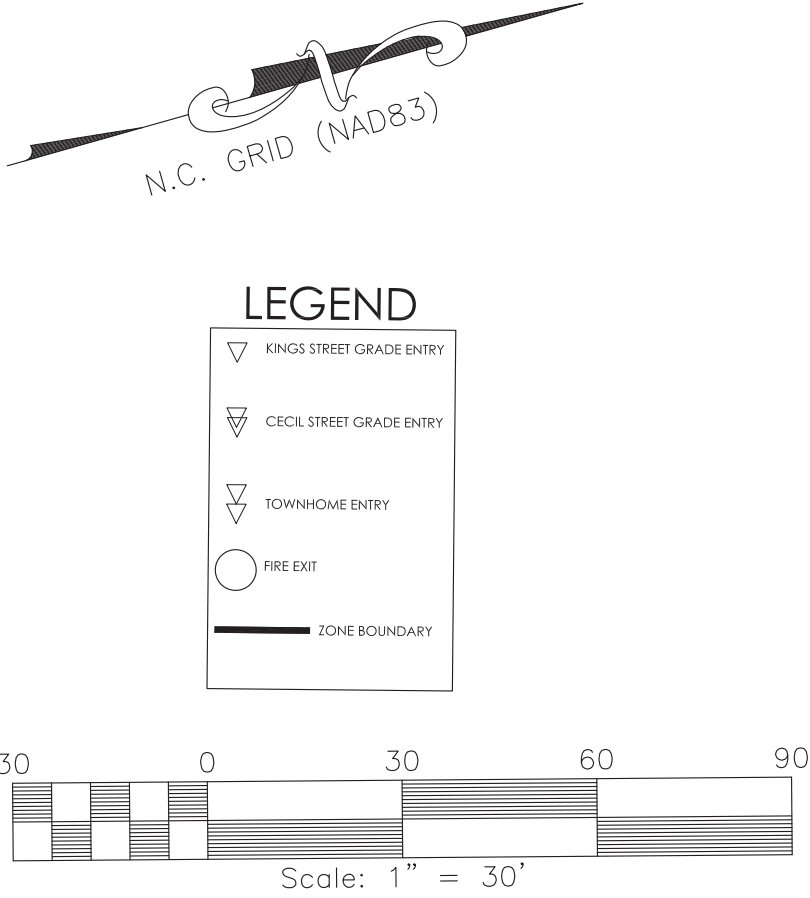 N
N.C. GRID (NAD83)
LEGEND
KINGS STREET GRADE ENTRY
CECIL STREET GRADE ENTRY
TOWNHOME ENTRY
FIRE EXIT
ZONE BOUNDARY
30 0 30 60 90
Scale: 1" = 30'